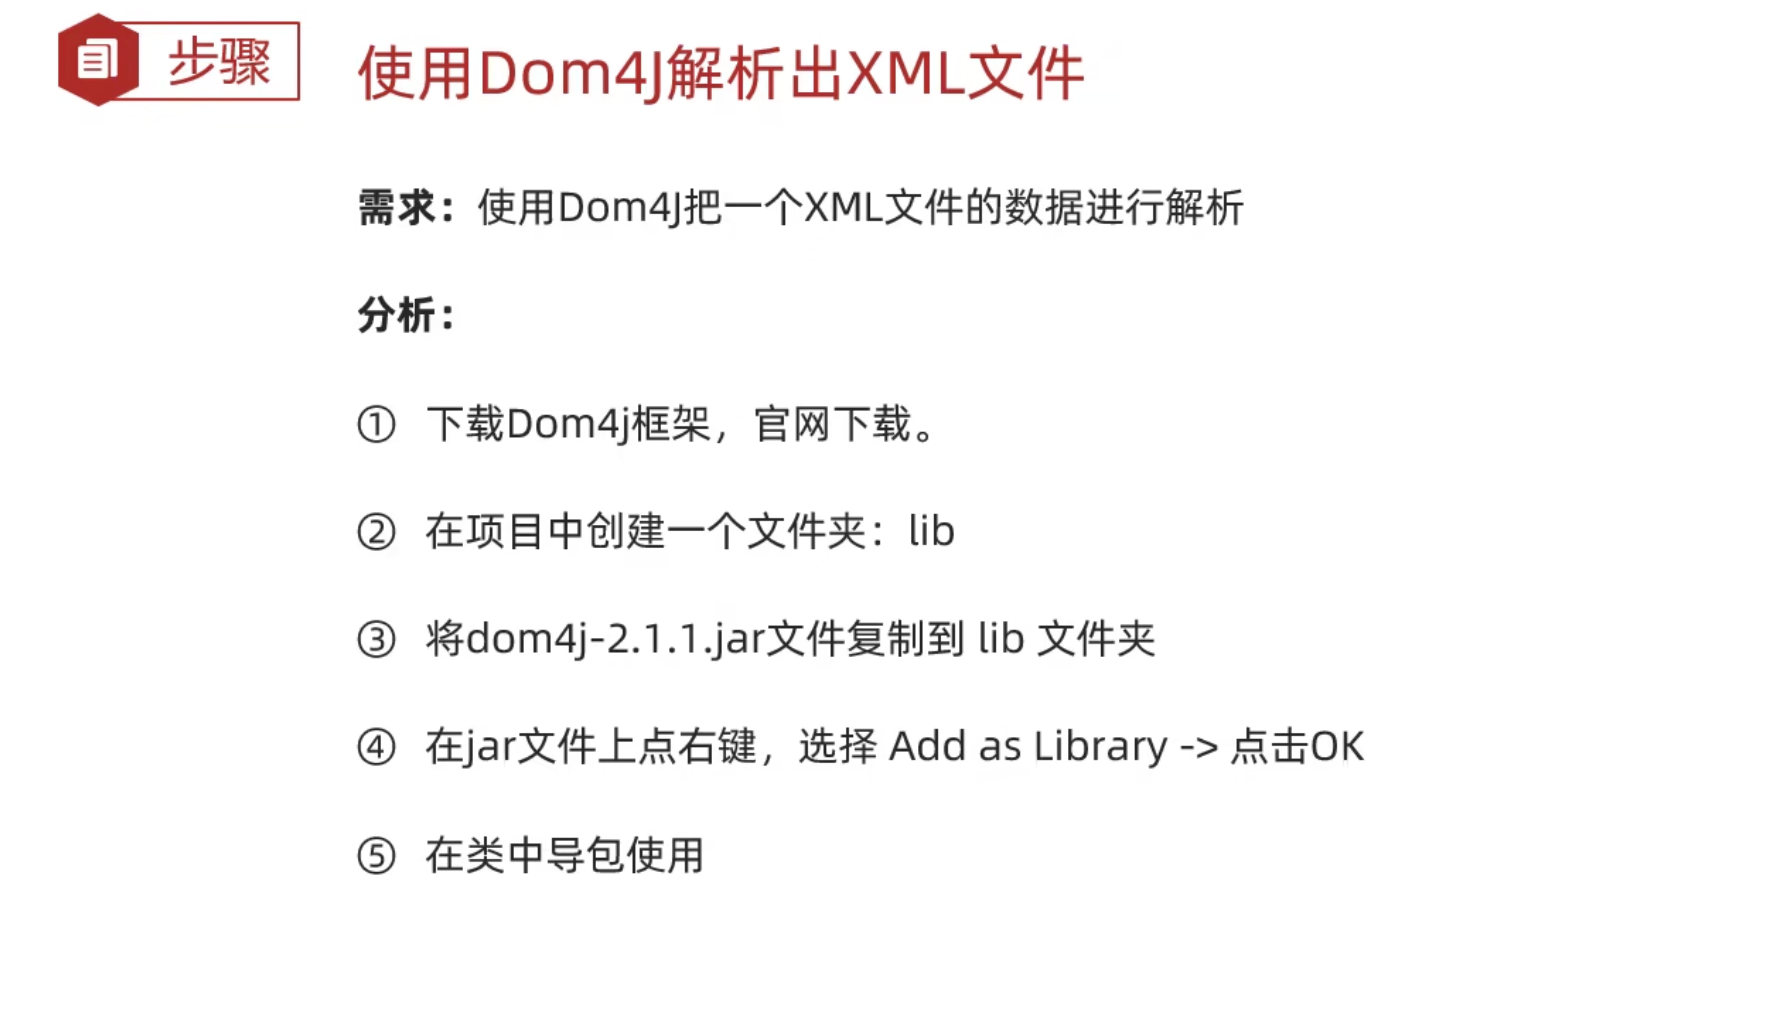 步骤
使用Dom4J解析出XML文件
需求：使用Dom4J把一个XML文件的数据进行解析
分析：
① 下载Dom4j框架，官网下载。
② 在项目中创建一个文件夹：lib
③ 将dom4j-2.1.1.jar文件复制到 lib 文件夹
④ 在jar文件上点右键，选择 Add as Library -> 点击OK
⑤ 在类中导包使用